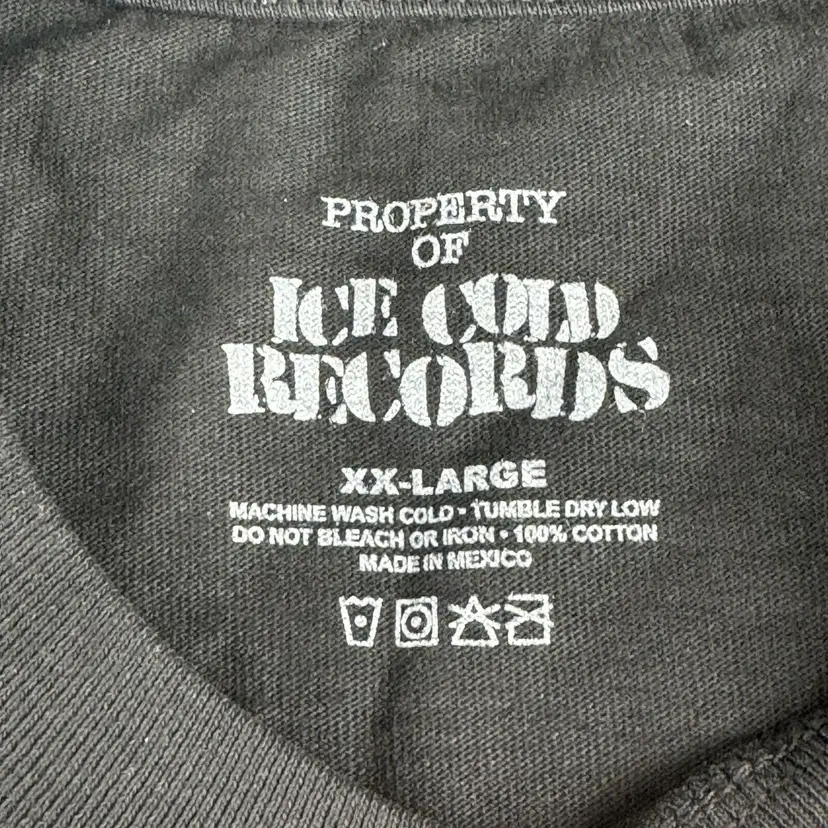 PROPERTY
OF
ICE COLD
RECORDS
XX-LARGE
MACHINE WASH COLD • TUMBLE DRY LOW
DO NOT BLEACH OR IRON • 100% COTTON
MADE IN MEXICO